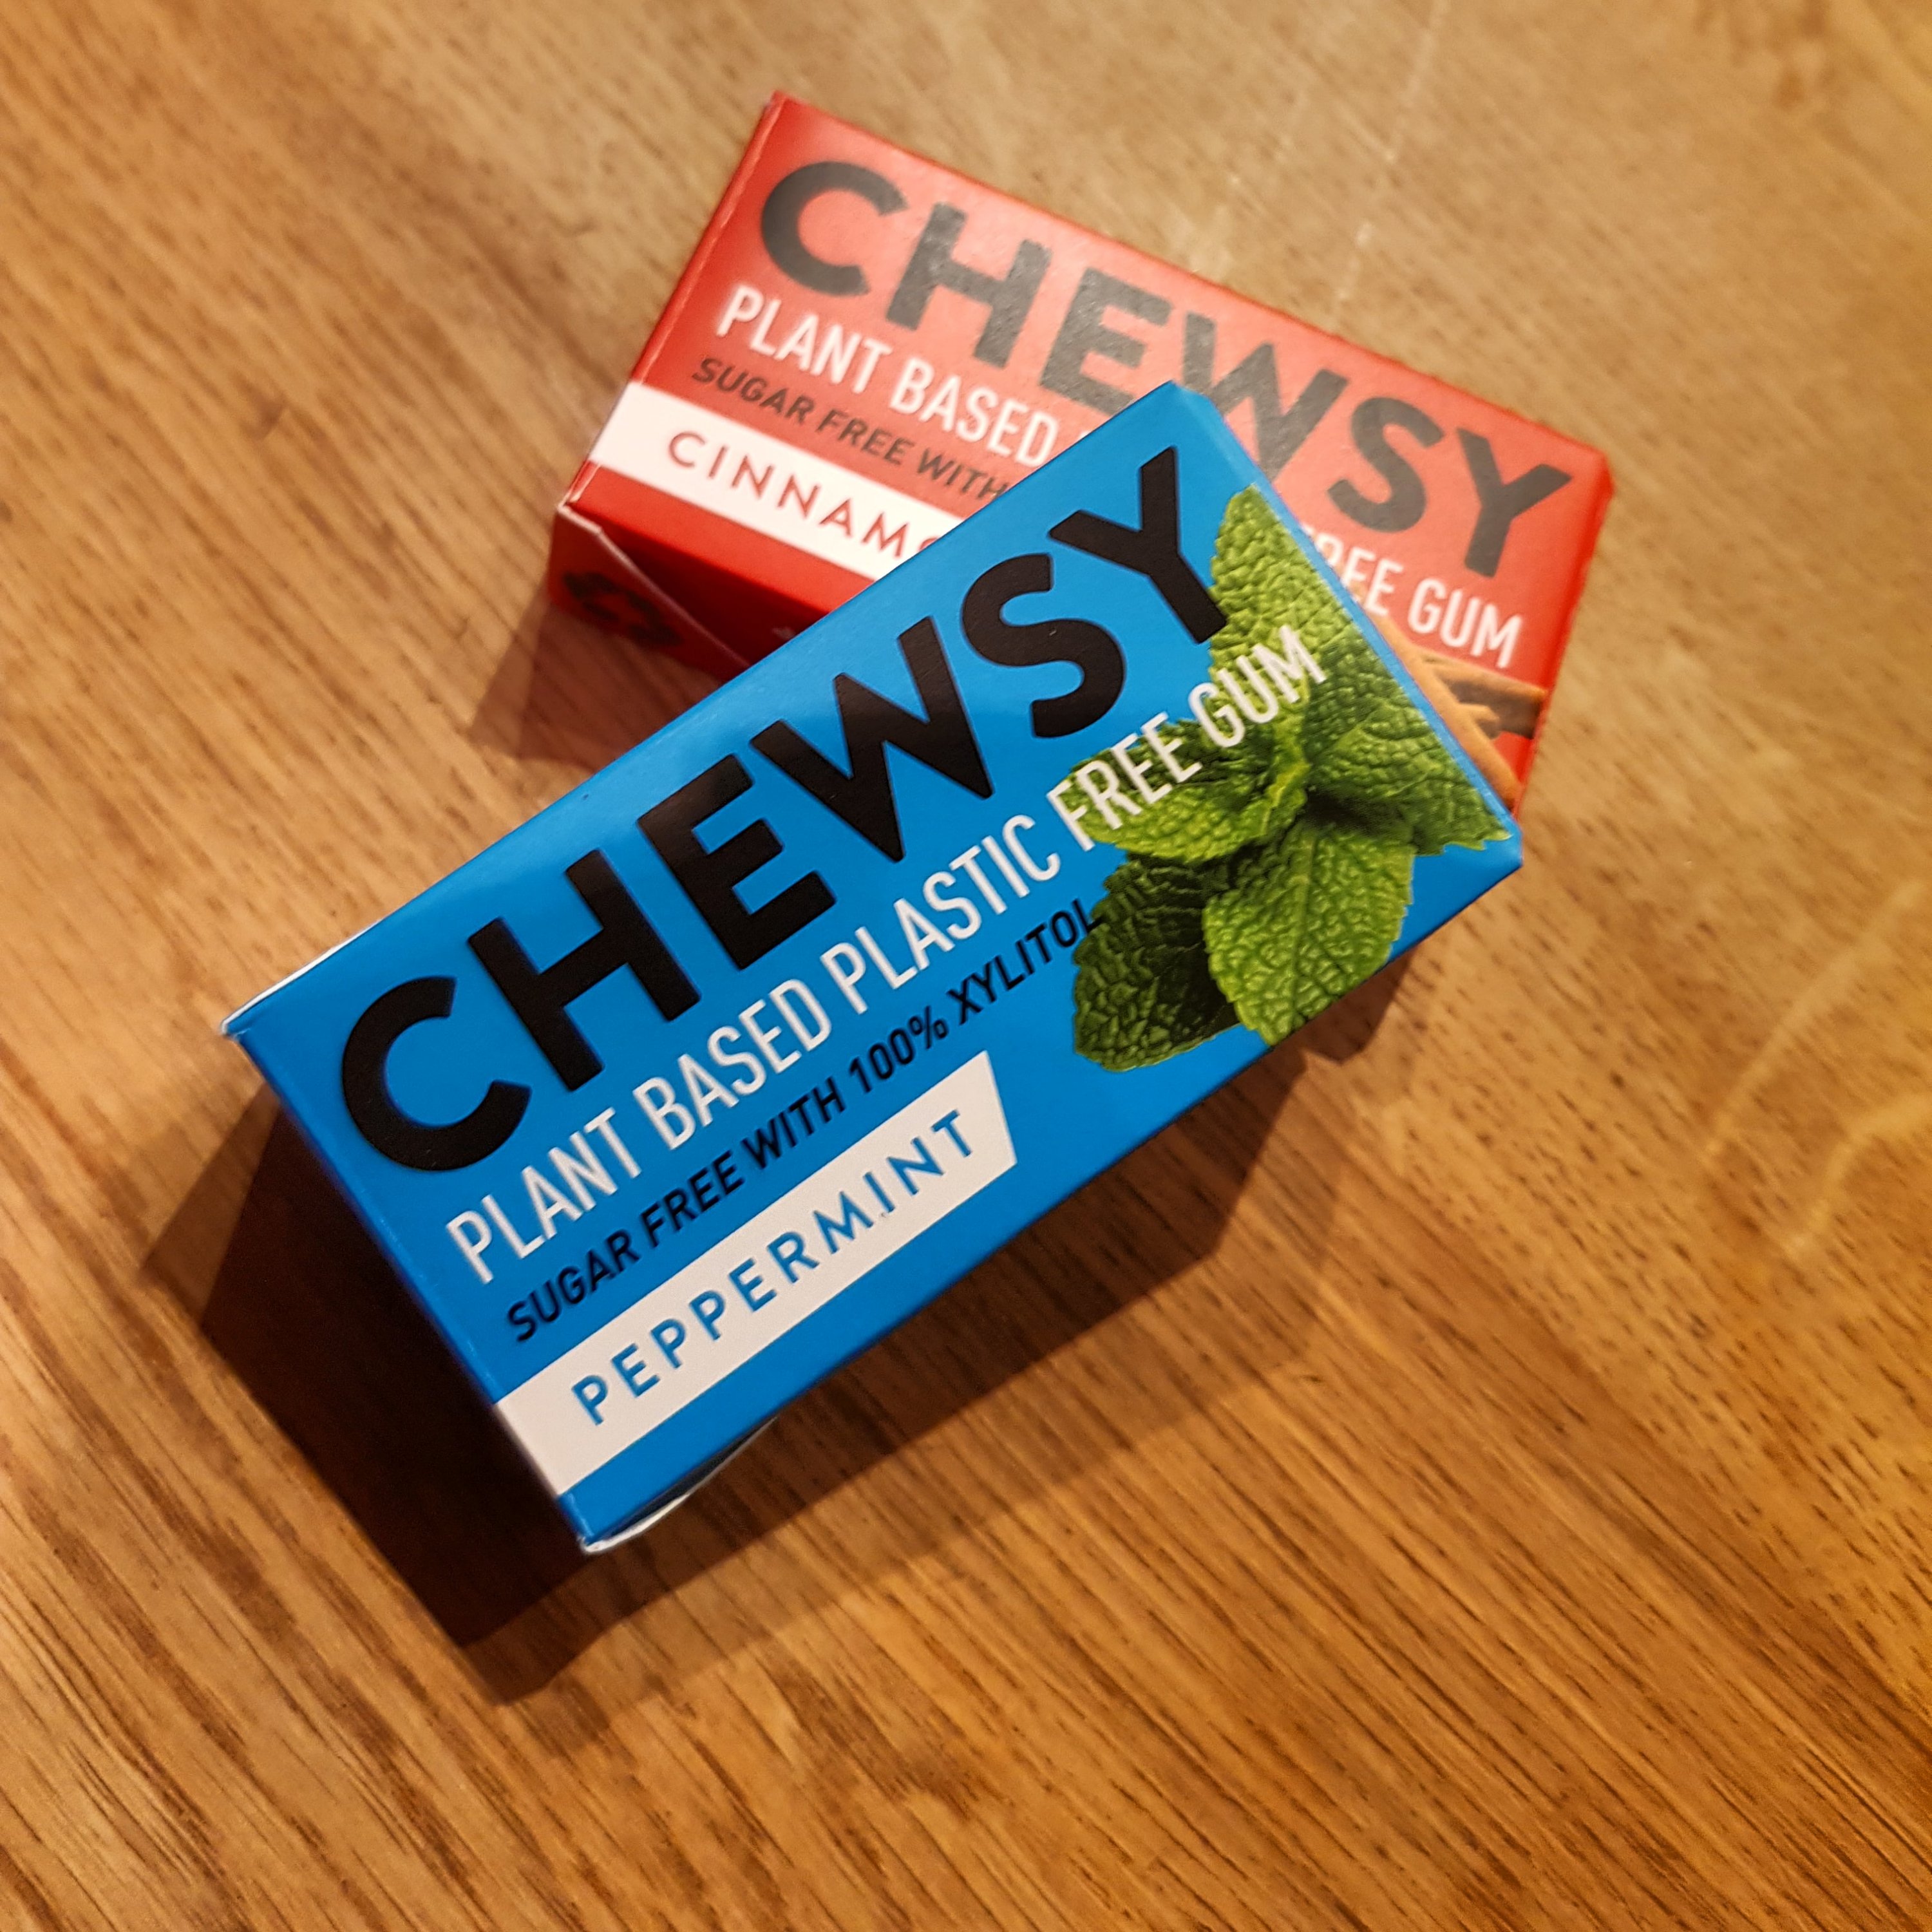 CHEWSY
PLANT BASED FREE GUM
SUGAR FREE WITH
CHEWSY
PLANT BASED PLASTIC FREE GUM
SUGAR FREE WITH 100% XYLITOL
PEPPERMINT